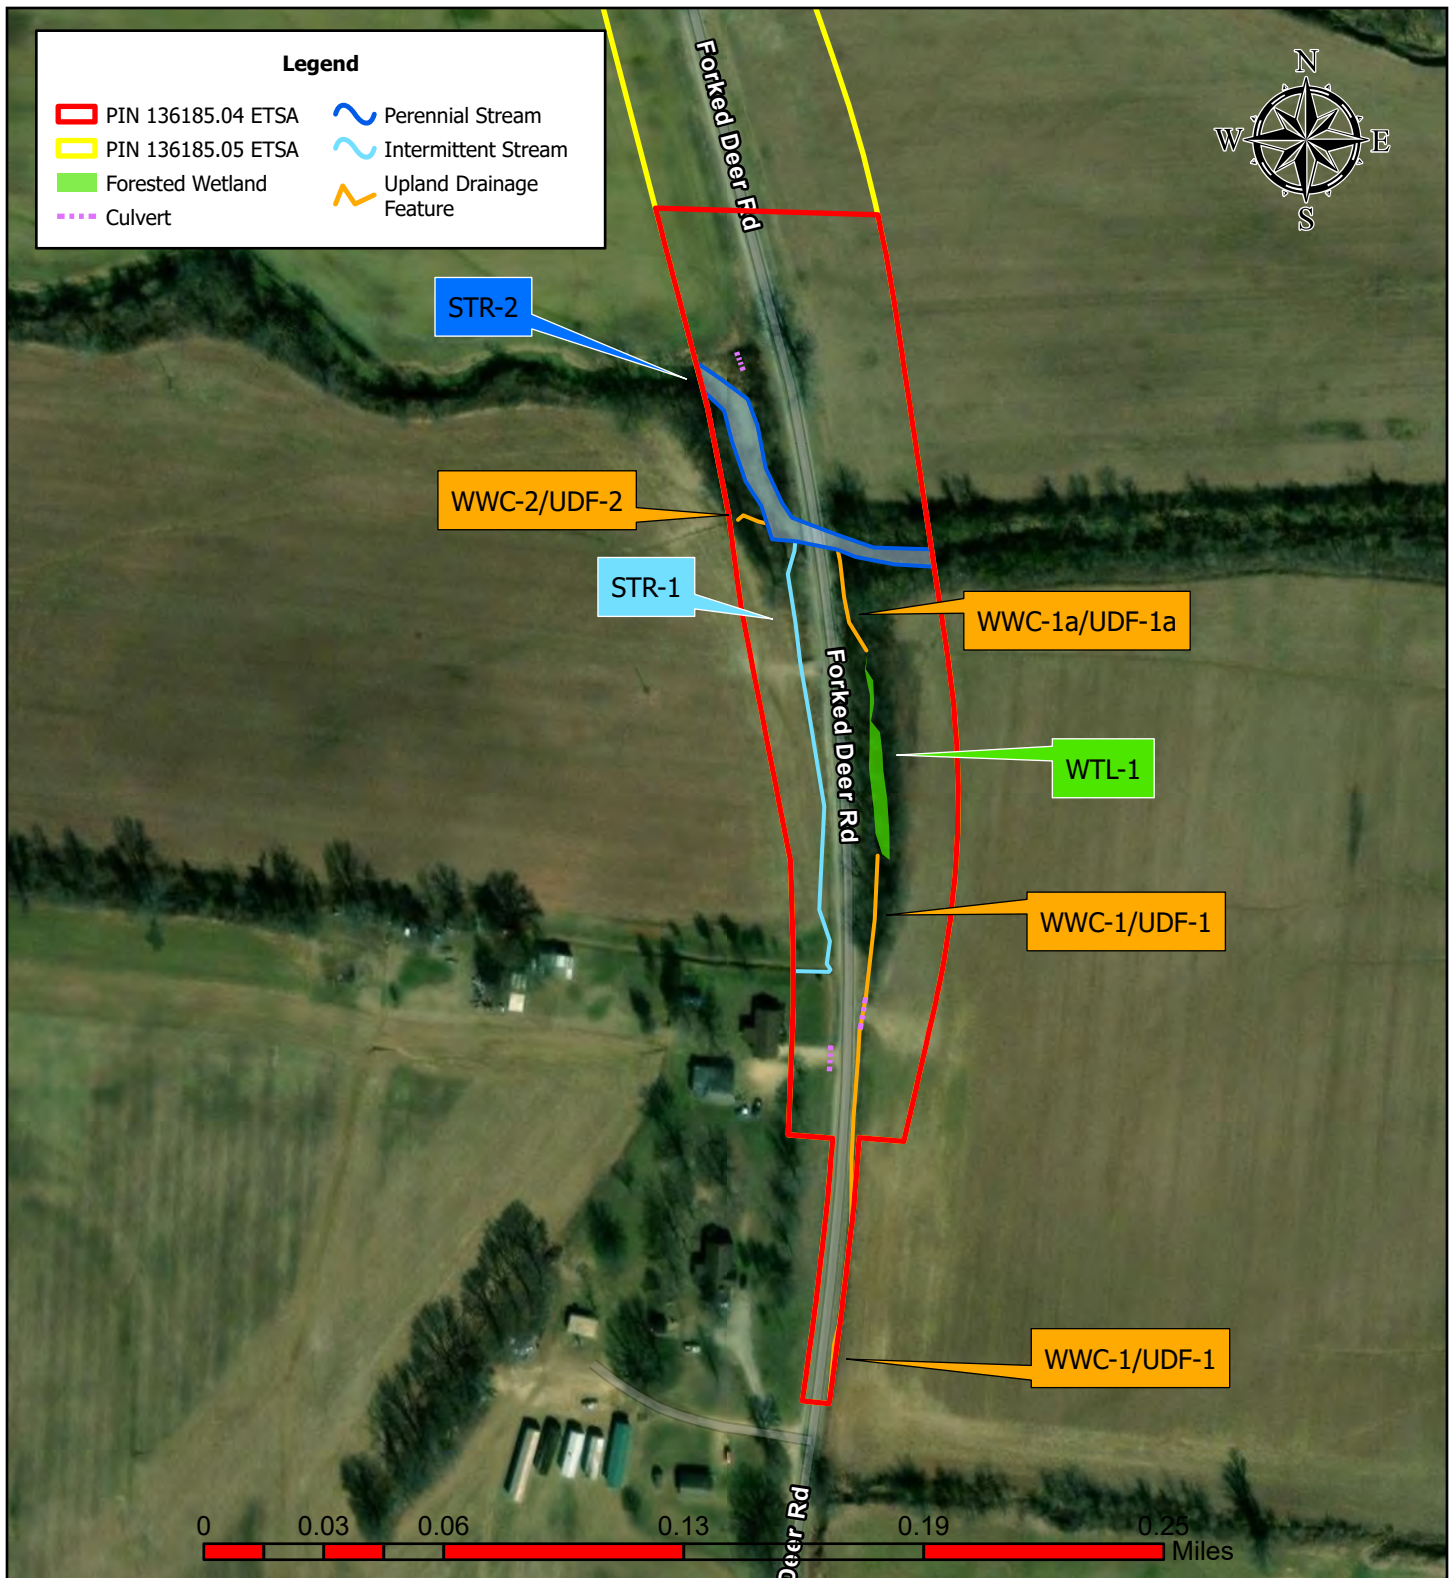 Legend
PIN 136185.04 ETSA
PIN 136185.05 ETSA
Forested Wetland
Culvert
Perennial Stream
Intermittent Stream
Upland Drainage
Feature
N
W E
S
Forked Deer Rd
STR-2
WWC-2/UDF-2
STR-1
WWC-1a/UDF-1a
Forked Deer Rd
WTL-1
WWC-1/UDF-1
WWC-1/UDF-1
Deer Rd
0 0.03 0.06 0.13 0.19 0.25
Miles